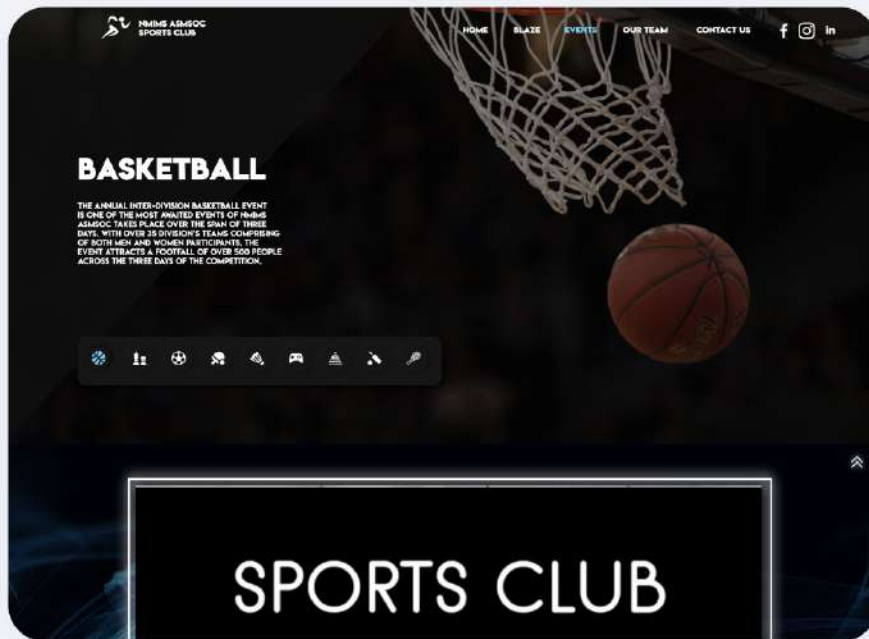 NMIMS ASMSOC
SPORTS CLUB
HOME BLAZE EVENTS OUR TEAM CONTACT US f in
BASKETBALL
THE ANNUAL INTER-DIVISION BASKETBALL EVENT
IS ONE OF THE MOST AWAITED EVENTS OF NMIMS
ASMSOC TAKES PLACE OVER THE SPAN OF THREE
DAYS. WITH OVER 35 DIVISION'S TEAMS COMPRISING
OF BOTH MEN AND WOMEN PARTICIPANTS, THE
EVENT ATTRACTS A FOOTFALL OF OVER 500 PEOPLE
ACROSS THE THREE DAYS OF THE COMPETITION.
SPORTS CLUB